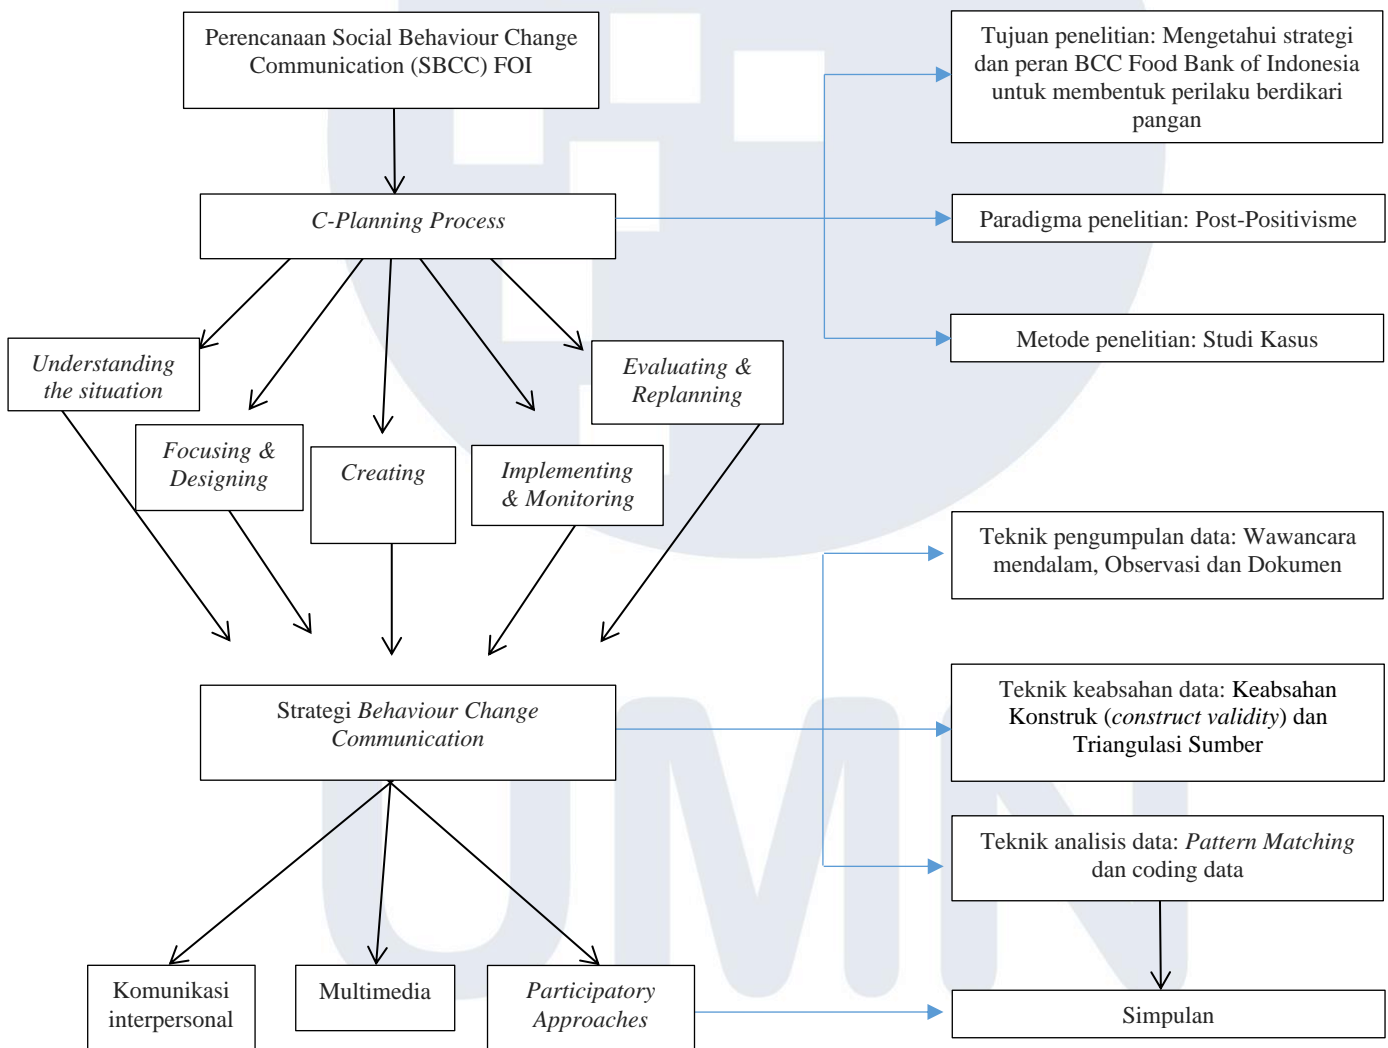 Perencanaan Social Behaviour Change
Communication (SBCC) FOI
Tujuan penelitian: Mengetahui strategi
dan peran BCC Food Bank of Indonesia
untuk membentuk perilaku berdikari
pangan
C-Planning Process
Paradigma penelitian: Post-Positivisme
Metode penelitian: Studi Kasus
Understanding
the situation
Evaluating &
Replanning
Focusing &
Designing
Creating
Implementing
& Monitoring
Teknik pengumpulan data: Wawancara
mendalam, Observasi dan Dokumen
Strategi Behaviour Change
Communication
Teknik keabsahan data: Keabsahan
Konstruk (construct validity) dan
Triangulasi Sumber
Teknik analisis data: Pattern Matching
dan coding data
Komunikasi
interpersonal
Multimedia
Participatory
Approaches
Simpulan
UMN